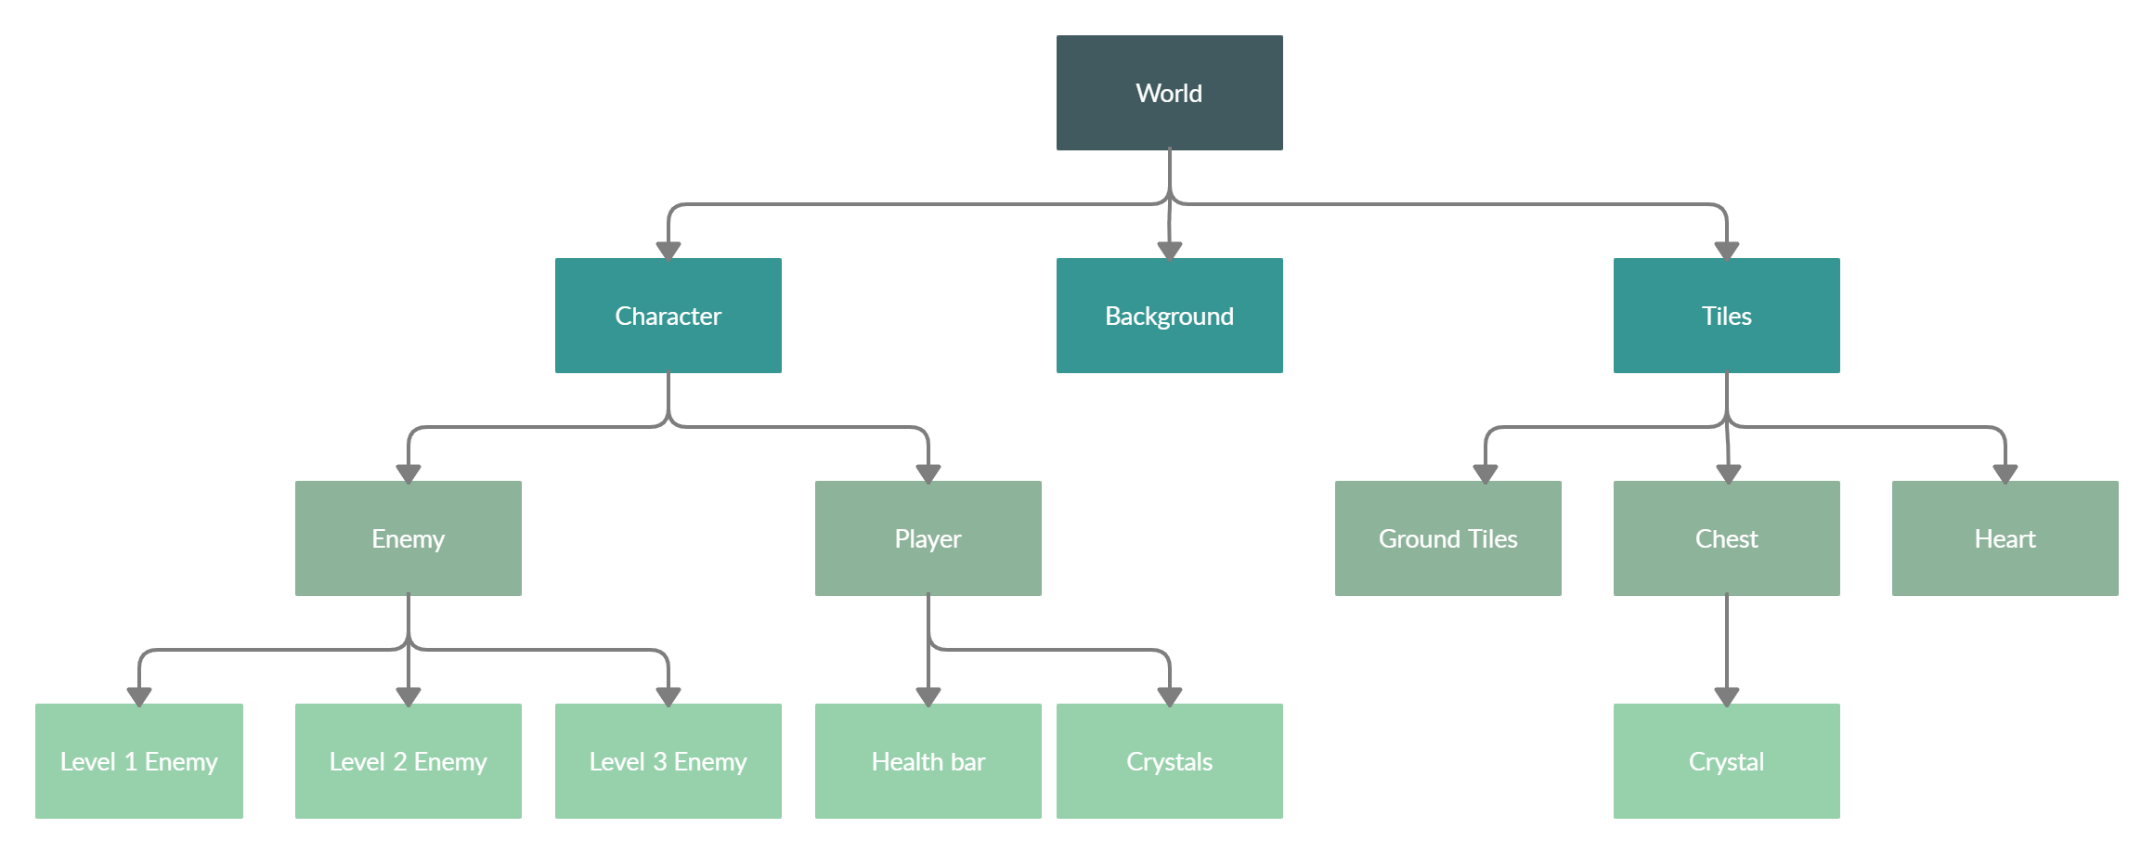 World
Character
Background
Tiles
Enemy
Player
Ground Tiles
Chest
Heart
Level 1 Enemy
Level 2 Enemy
Level 3 Enemy
Health bar
Crystals
Crystal